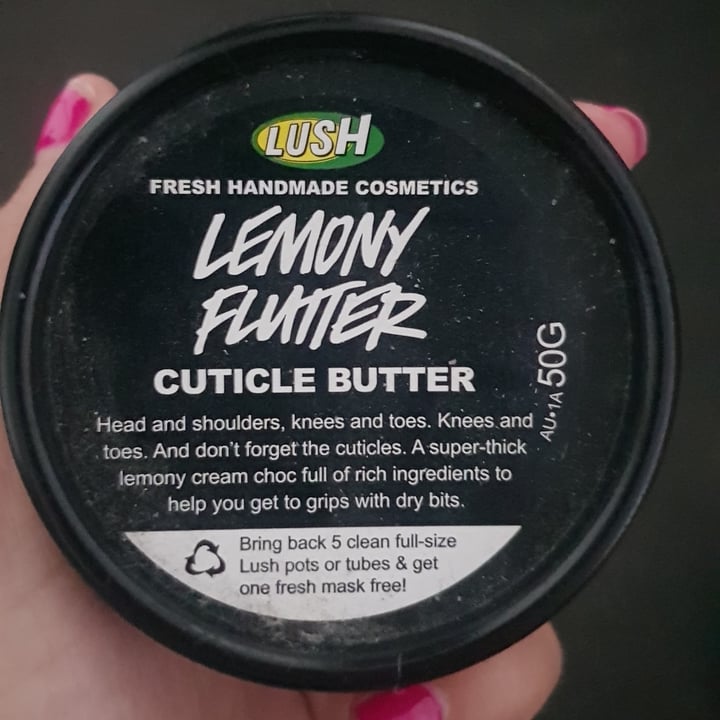 LUSH
FRESH HANDMADE COSMETICS
LEMONY
FLUTTER
CUTICLE BUTTER
Head and shoulders, knees and toes. Knees and
toes. And don't forget the cuticles. A super-thick
lemony cream choc full of rich ingredients to
help you get to grips with dry bits.
AU•1A 50G
Bring back 5 clean full-size
Lush pots or tubes & get
one fresh mask free!